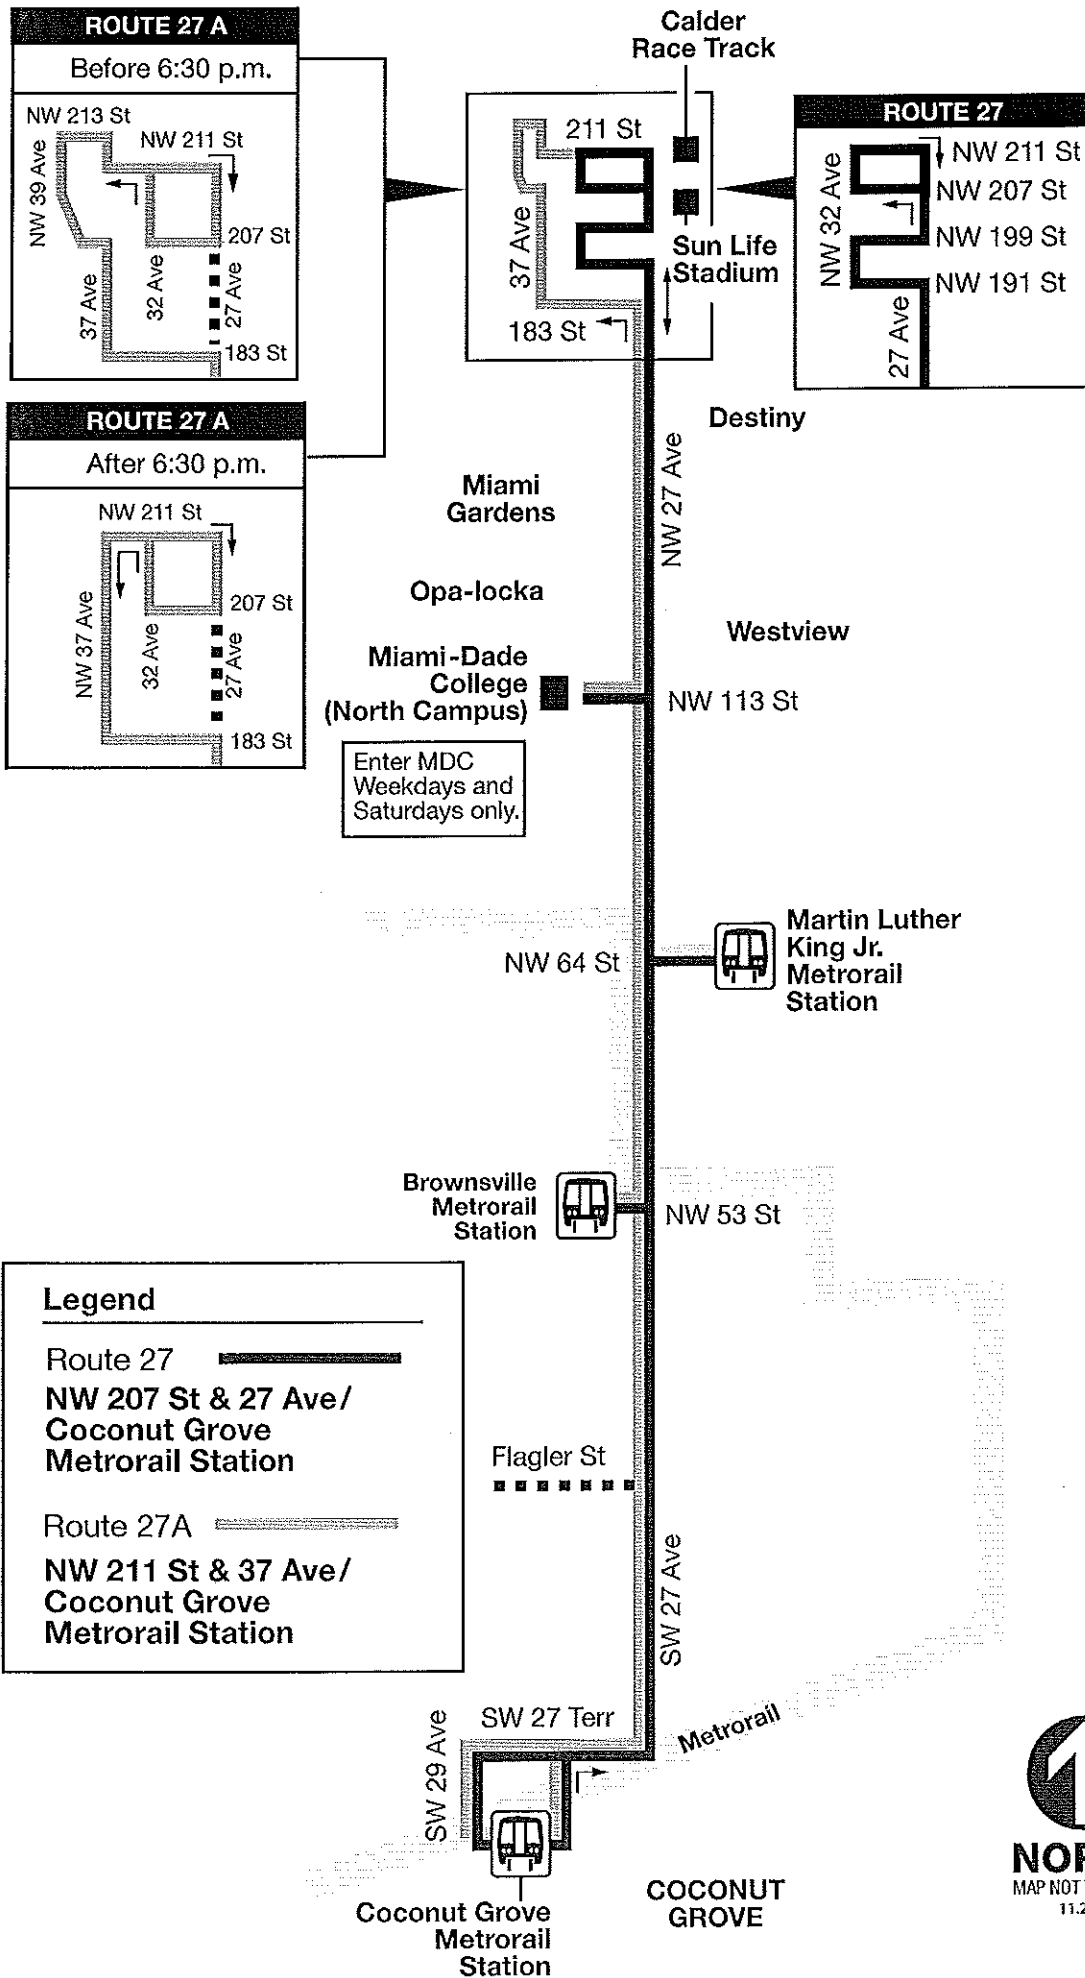 ROUTE 27 A
Before 6:30 p.m.
NW 213 St
NW 211 St
NW 39 Ave
207 St
37 Ave
32 Ave
27 Ave
183 St
ROUTE 27 A
After 6:30 p.m.
NW 211 St
207 St
NW 37 Ave
32 Ave
27 Ave
183 St
Calder
Race Track
211 St
37 Ave
Sun Life
Stadium
183 St
ROUTE 27
NW 211 St
NW 32 Ave
NW 207 St
NW 199 St
NW 191 St
27 Ave
Destiny
NW 27 Ave
Miami
Gardens
Opa-locka
Westview
Miami-Dade
College
(North Campus)
NW 113 St
Enter MDC
Weekdays and
Saturdays only.
NW 64 St
Martin Luther
King Jr.
Metrorail
Station
Brownsville
Metrorail
Station
NW 53 St
Legend
Route 27
NW 207 St & 27 Ave/
Coconut Grove
Metrorail Station
Route 27A
NW 211 St & 37 Ave/
Coconut Grove
Metrorail Station
Flagler St
SW 27 Ave
SW 27 Terr
SW 29 Ave
Metrorail
Coconut Grove
Metrorail
Station
COCONUT
GROVE
MAP NOT